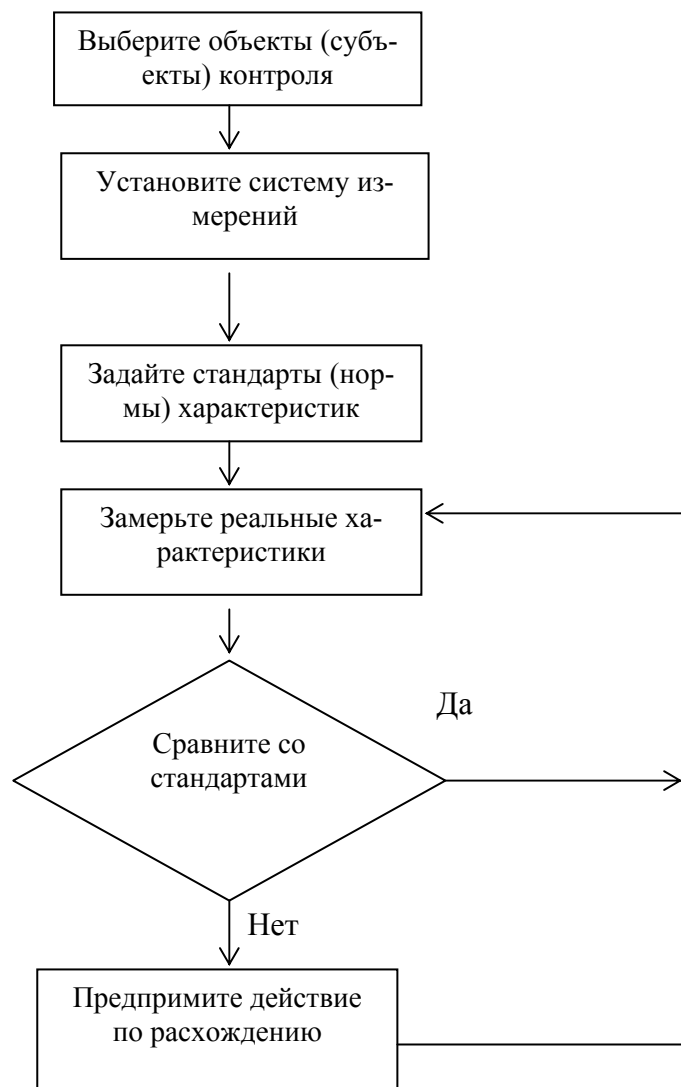 Выберите объекты (субъ-
екты) контроля
Установите систему из-
мерений
Задайте стандарты (нор-
мы) характеристик
Замерьте реальные ха-
рактеристики
Да
Сравните со
стандартами
Нет
Предпримите действие
по расхождению